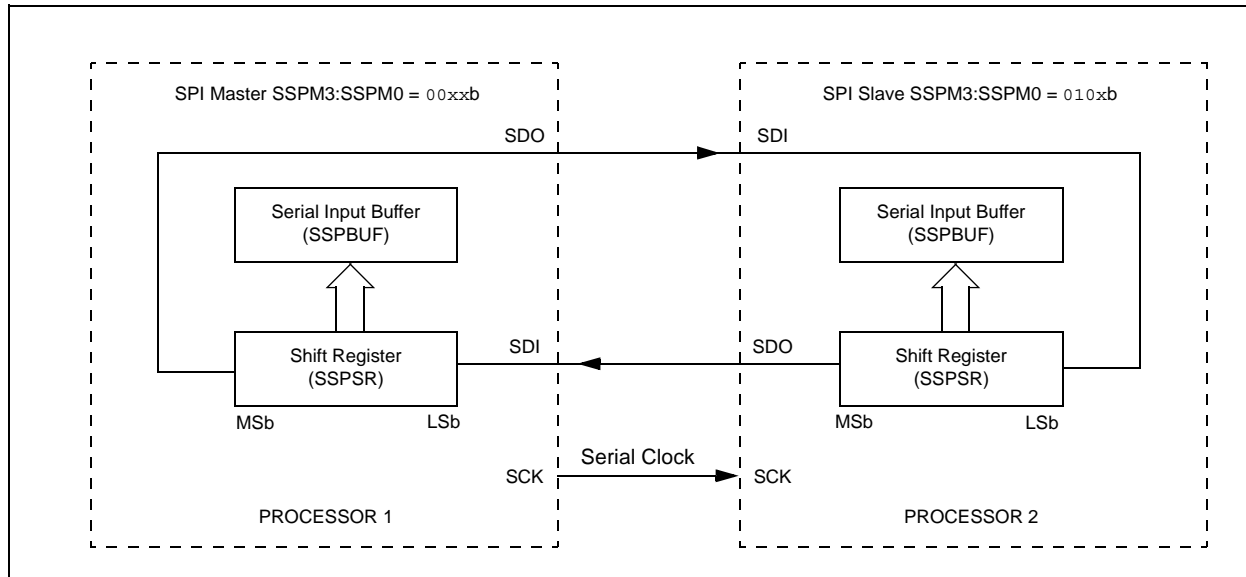 SPI Master SSPM3:SSPM0 = 00xxb
SPI Slave SSPM3:SSPM0 = 010xb
SDO
SDI
Serial Input Buffer
(SSPBUF)
Serial Input Buffer
(SSPBUF)
Shift Register
(SSPSR)
SDI
SDO
Shift Register
(SSPSR)
MSb
LSb
MSb
LSb
SCK
Serial Clock
SCK
PROCESSOR 1
PROCESSOR 2